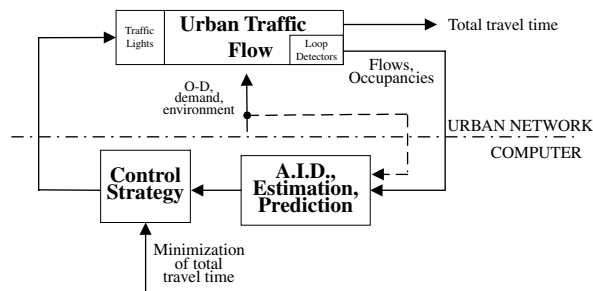 Traffic
Lights
Urban Traffic
Flow
Loop
Detectors
Total travel time
Flows,
Occupancies
O-D,
demand,
environment
URBAN NETWORK
COMPUTER
Control
Strategy
A.I.D.,
Estimation,
Prediction
Minimization
of total
travel time